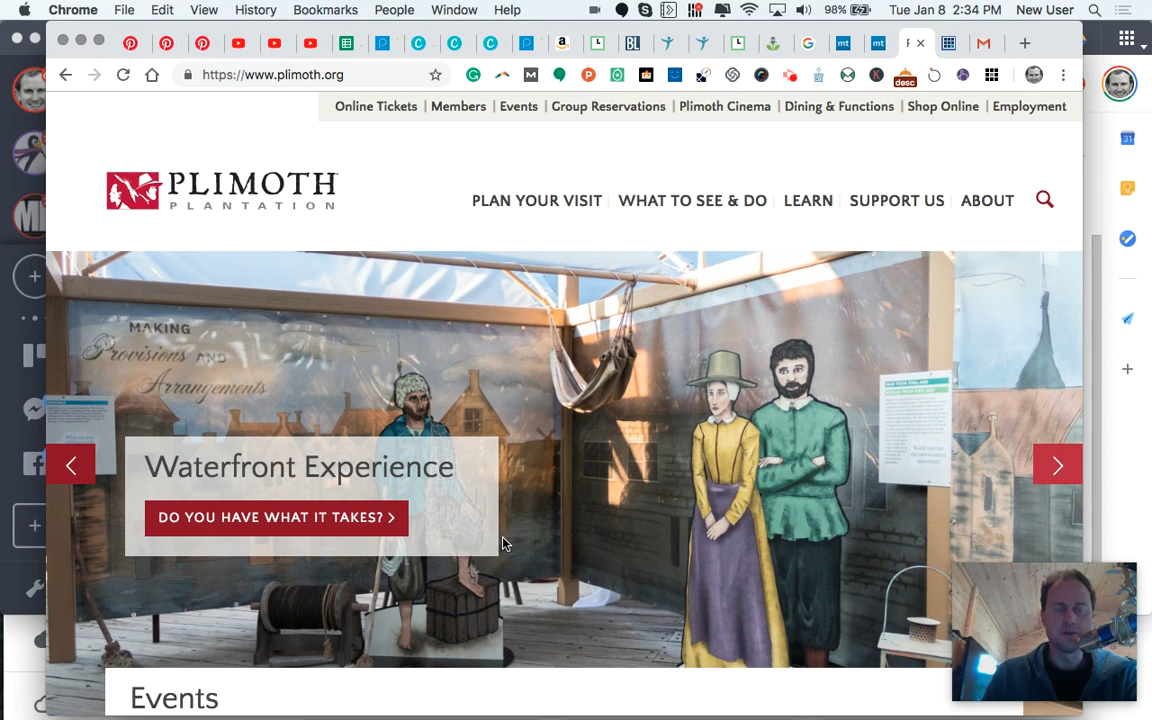 Chrome File Edit View History Bookmarks People Window Help 98% Tue Jan 8 2:34 PM New User
https://www.plimoth.org
desc
Online Tickets | Members | Events | Group Reservations | Plimoth Cinema | Dining & Functions | Shop Online | Employment
PLIMOTH
PLANTATION
PLAN YOUR VISIT WHAT TO SEE & DO LEARN SUPPORT US ABOUT
MAKING
Provisions AND
Arrangements
Waterfront Experience
DO YOU HAVE WHAT IT TAKES? >
Events
31